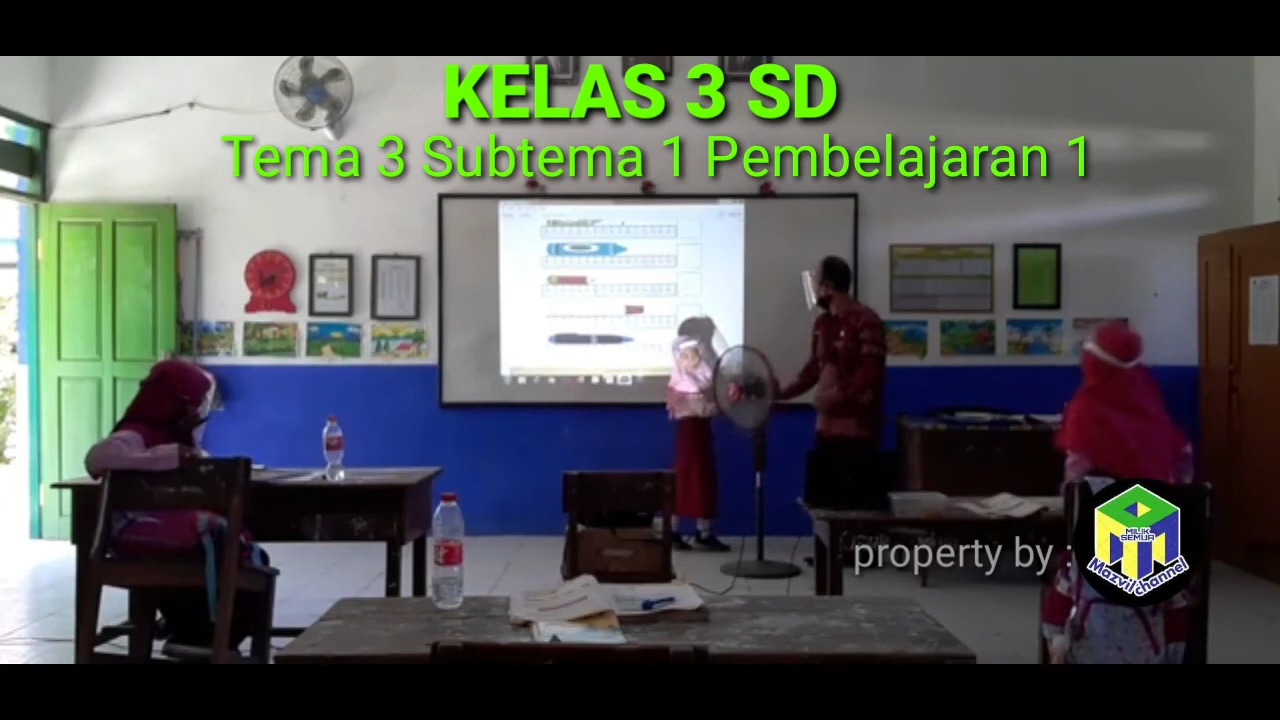 KELAS 3 SD
Tema 3 Subtema 1 Pembelajaran 1
property by :
MILIK
SEMUA
Mazvil channel